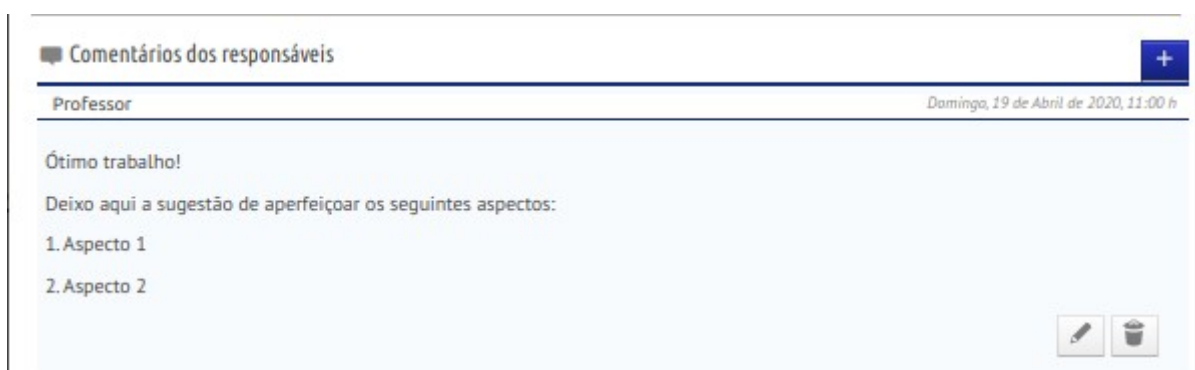 Comentários dos responsáveis
+
Professor
Domingo, 19 de Abril de 2020, 11:00 h
Ótimo trabalho!
Deixo aqui a sugestão de aperfeiçoar os seguintes aspectos:
1. Aspecto 1
2. Aspecto 2